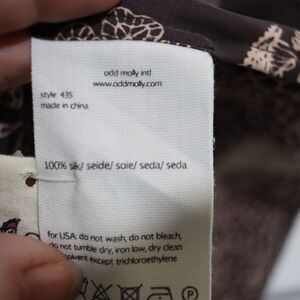 odd molly intl
www.oddmolly.com
style 435
made in china
100% silk/ seide/ soie/ seda/ seda
for USA. do not wash, do not bleach,
do not tumble dry, iron low, dry clean
solvent except trichloroethylene